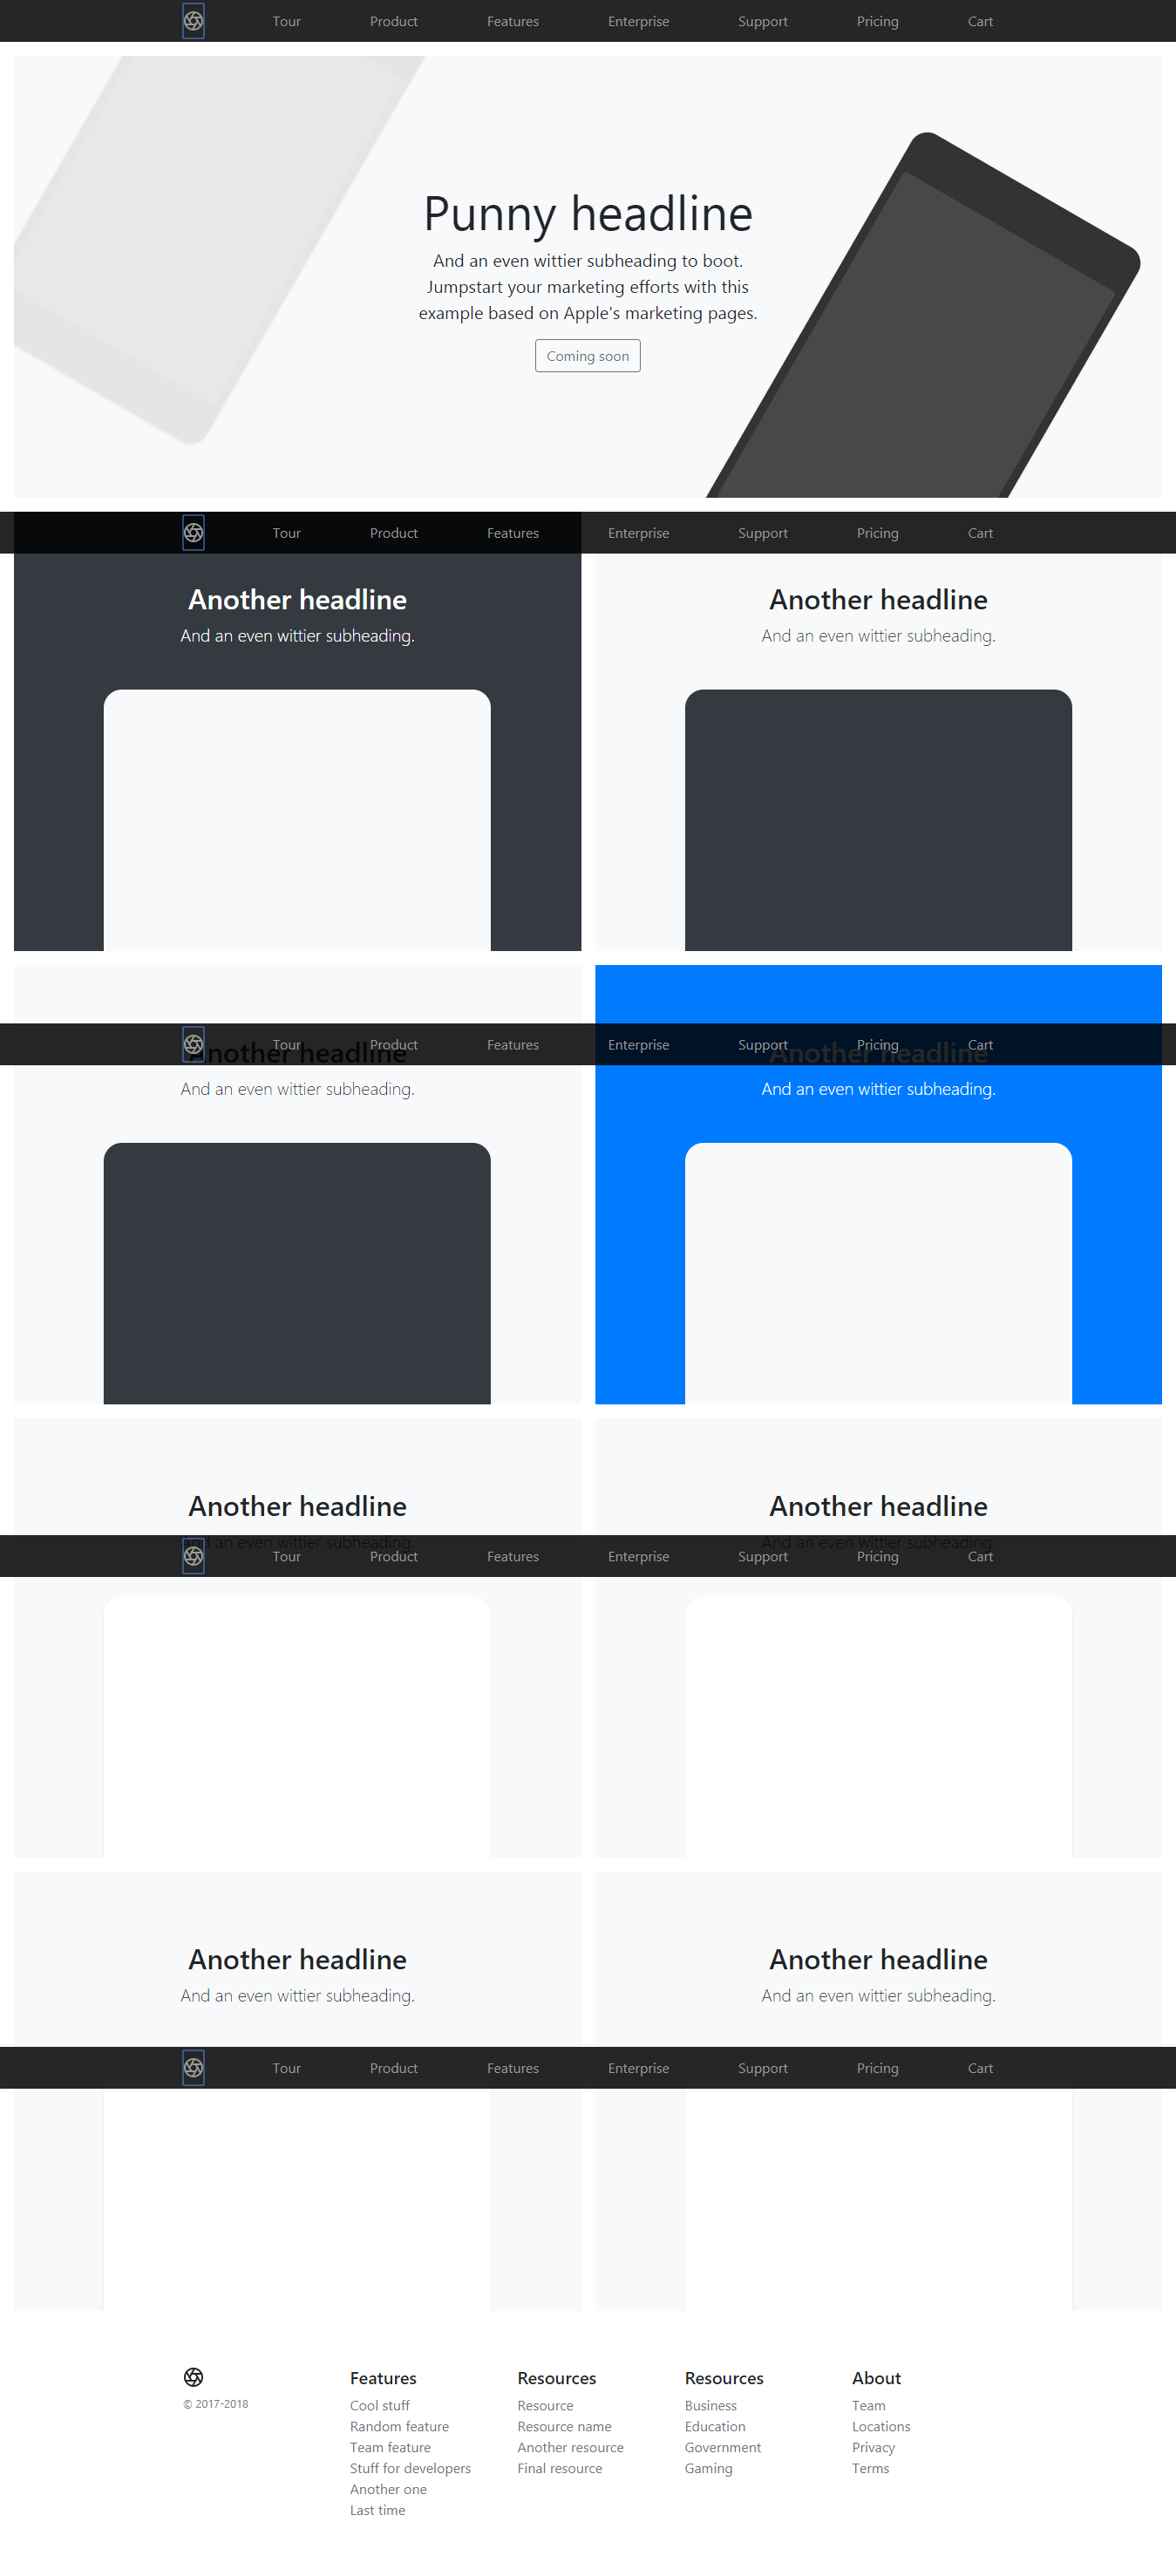 Tour Product Features Enterprise Support Pricing Cart
Punny headline
And an even wittier subheading to boot.
Jumpstart your marketing efforts with this
example based on Apple's marketing pages.
Coming soon
Tour Product Features Enterprise Support Pricing Cart
Another headline
And an even wittier subheading.
Another headline
And an even wittier subheading.
Tour Product Features Enterprise Support Pricing Cart
Another headline
And an even wittier subheading.
Another headline
And an even wittier subheading.
Another headline
And an even wittier subheading.
Another headline
And an even wittier subheading.
Tour Product Features Enterprise Support Pricing Cart
Another headline
And an even wittier subheading.
Another headline
And an even wittier subheading.
Tour Product Features Enterprise Support Pricing Cart
© 2017-2018
Features
Cool stuff
Random feature
Team feature
Stuff for developers
Another one
Last time
Resources
Resource
Resource name
Another resource
Final resource
Resources
Business
Education
Government
Gaming
About
Team
Locations
Privacy
Terms